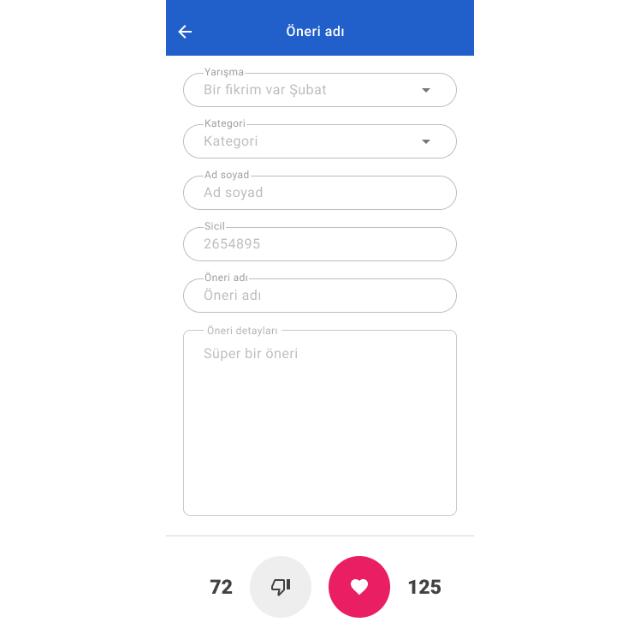 Öneri adı
Yarışma
Bir fikrim var Şubat
Kategori
Kategori
Ad soyad
Ad soyad
Sicil
2654895
Öneri adı
Öneri adı
Öneri detayları
Süper bir öneri
72 125